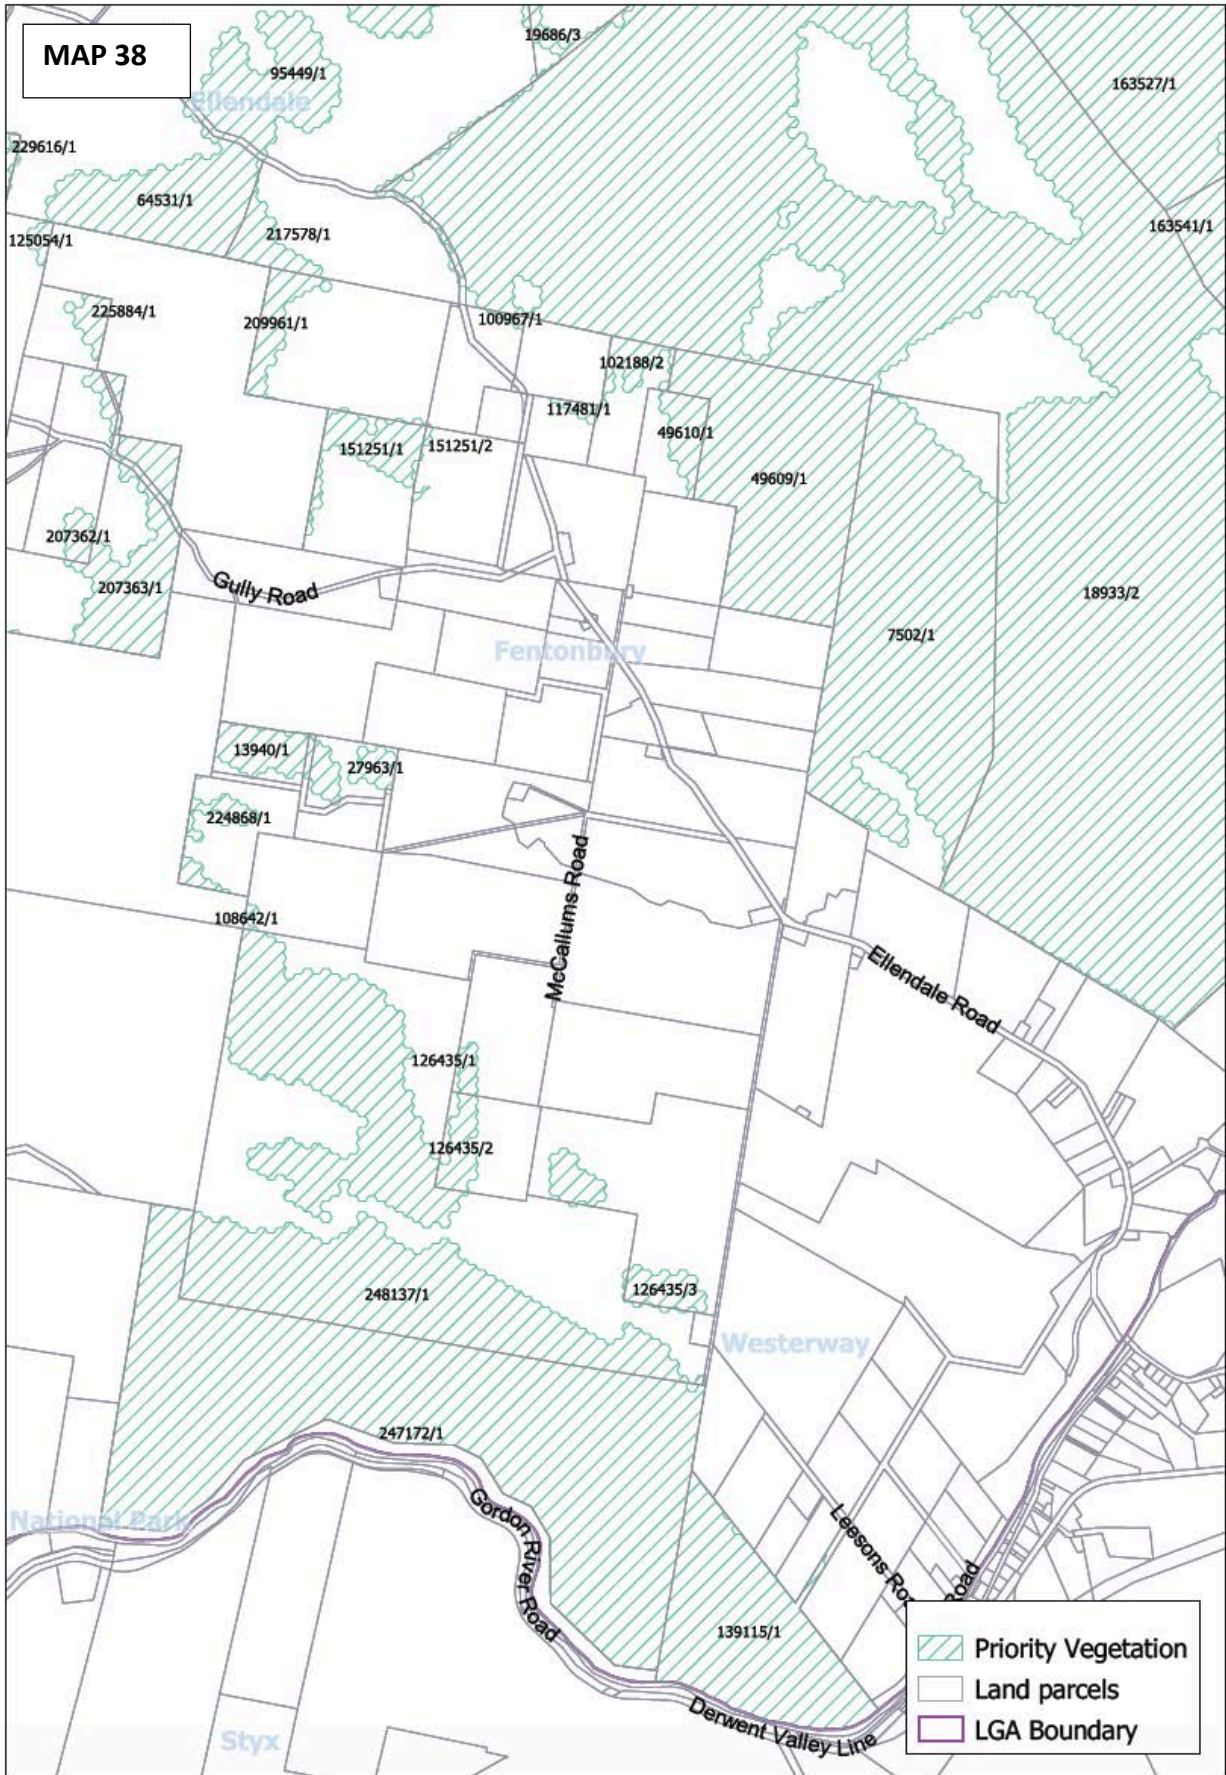 MAP 38
19686/3
95449/1
163527/1
Ellendale
229616/1
64531/1
163541/1
217578/1
125054/1
225884/1
209961/1
100967/1
102188/2
117481/1
49610/1
151251/1
151251/2
49609/1
207362/1
207363/1
Gully Road
18933/2
7502/1
Fentonbury
13940/1
27963/1
224868/1
McCallums Road
108642/1
Ellendale Road
126435/1
126435/2
248137/1
126435/3
Westerway
247172/1
National Park
Gordon River Road
Leesons Roa
Road
139115/1
Derwent Valley Line
Styx
Priority Vegetation
Land parcels
LGA Boundary